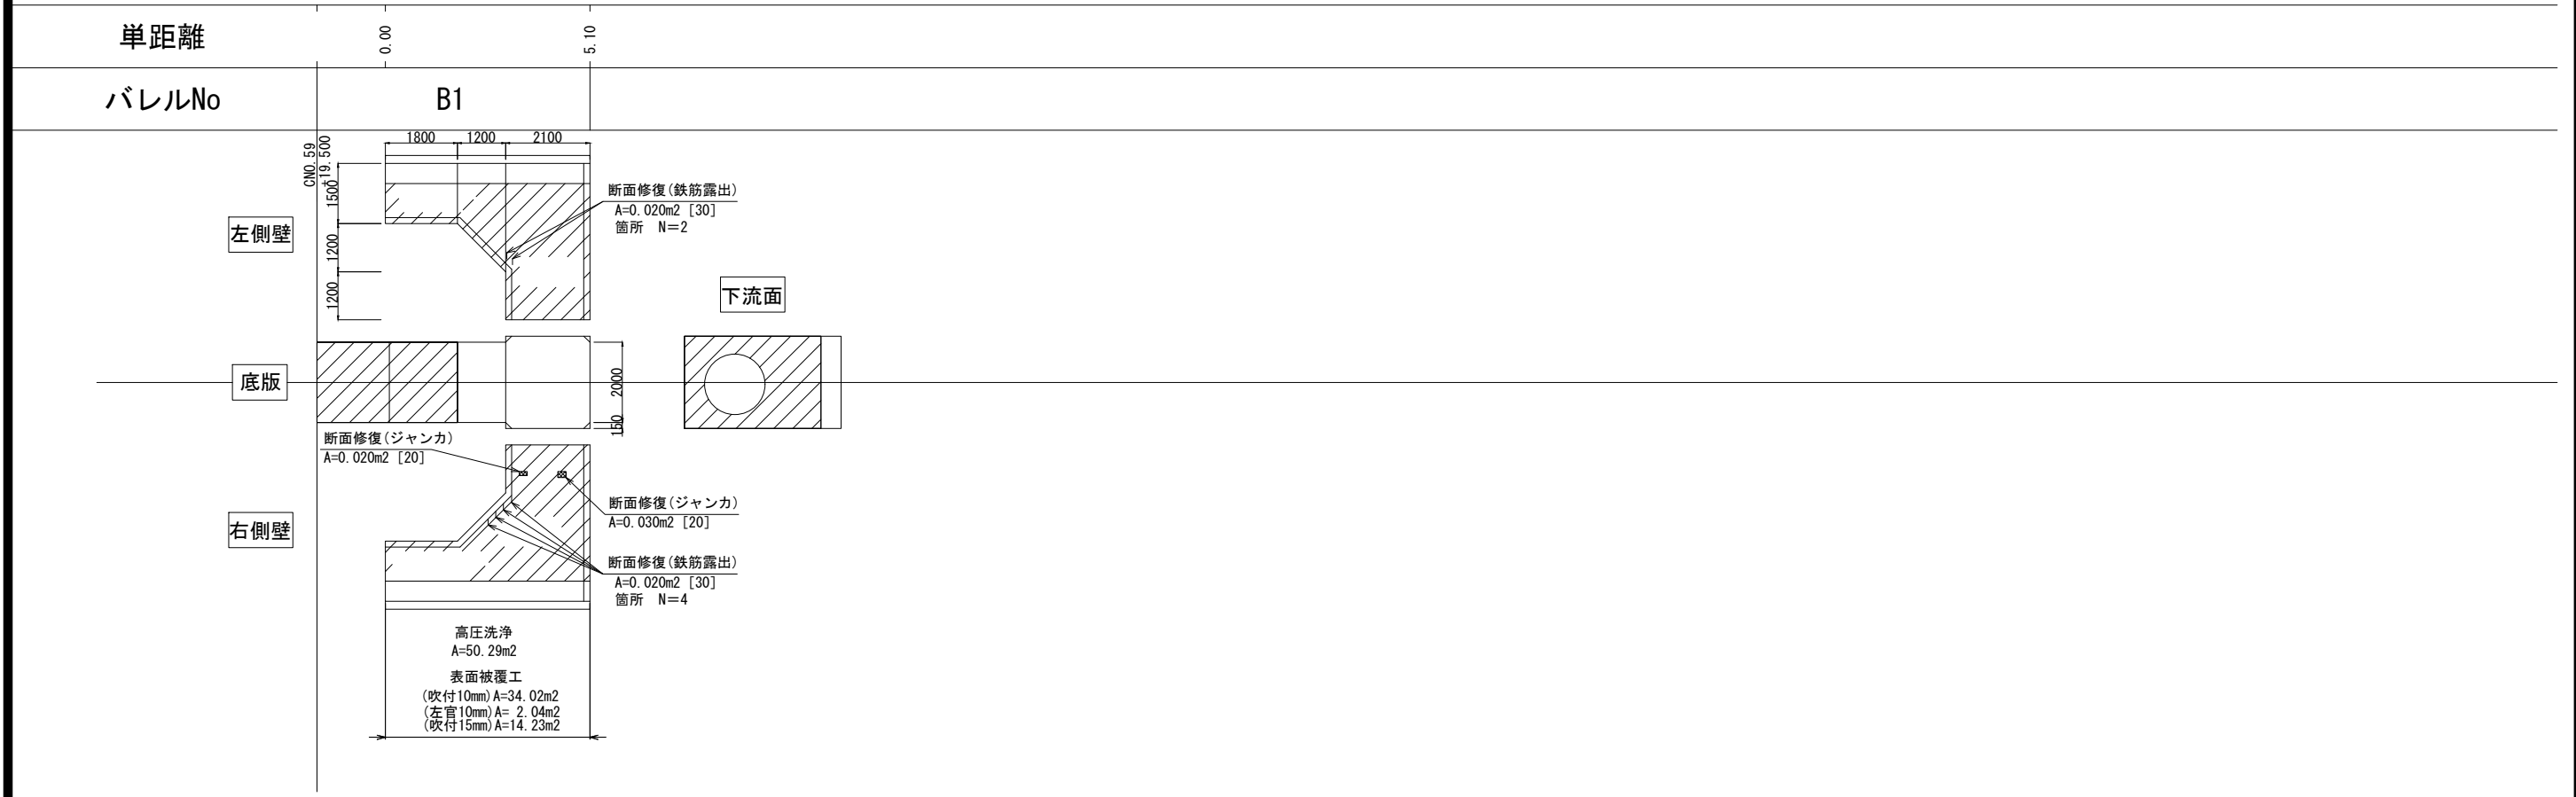 単距離
0.00
5.10
バレルNo
B1
CNO.59
+19.500
1800
1200
2100
1500
1200
1200
左側壁
断面修復(鉄筋露出)
A=0.020m2 [30]
箇所 N=2
下流面
底版
2000
150
断面修復(ジャンカ)
A=0.020m2 [20]
右側壁
断面修復(ジャンカ)
A=0.030m2 [20]
断面修復(鉄筋露出)
A=0.020m2 [30]
箇所 N=4
高圧洗浄
A=50.29m2
表面被覆工
(吹付10mm)A=34.02m2
(左官10mm)A= 2.04m2
(吹付15mm)A=14.23m2